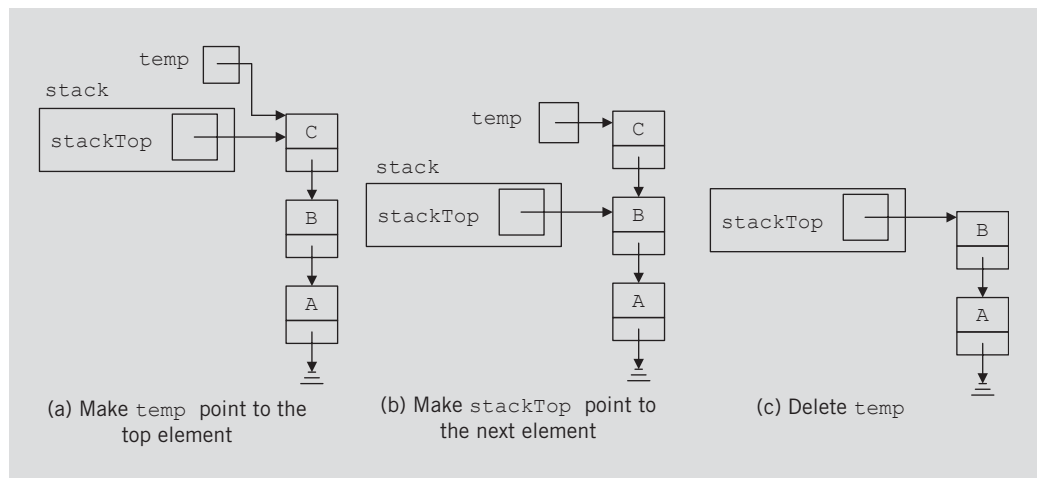 temp
stack
stackTop
C
B
A
(a) Make temp point to the
top element
temp
C
stack
stackTop
B
A
(b) Make stackTop point to
the next element
stackTop
B
A
(c) Delete temp